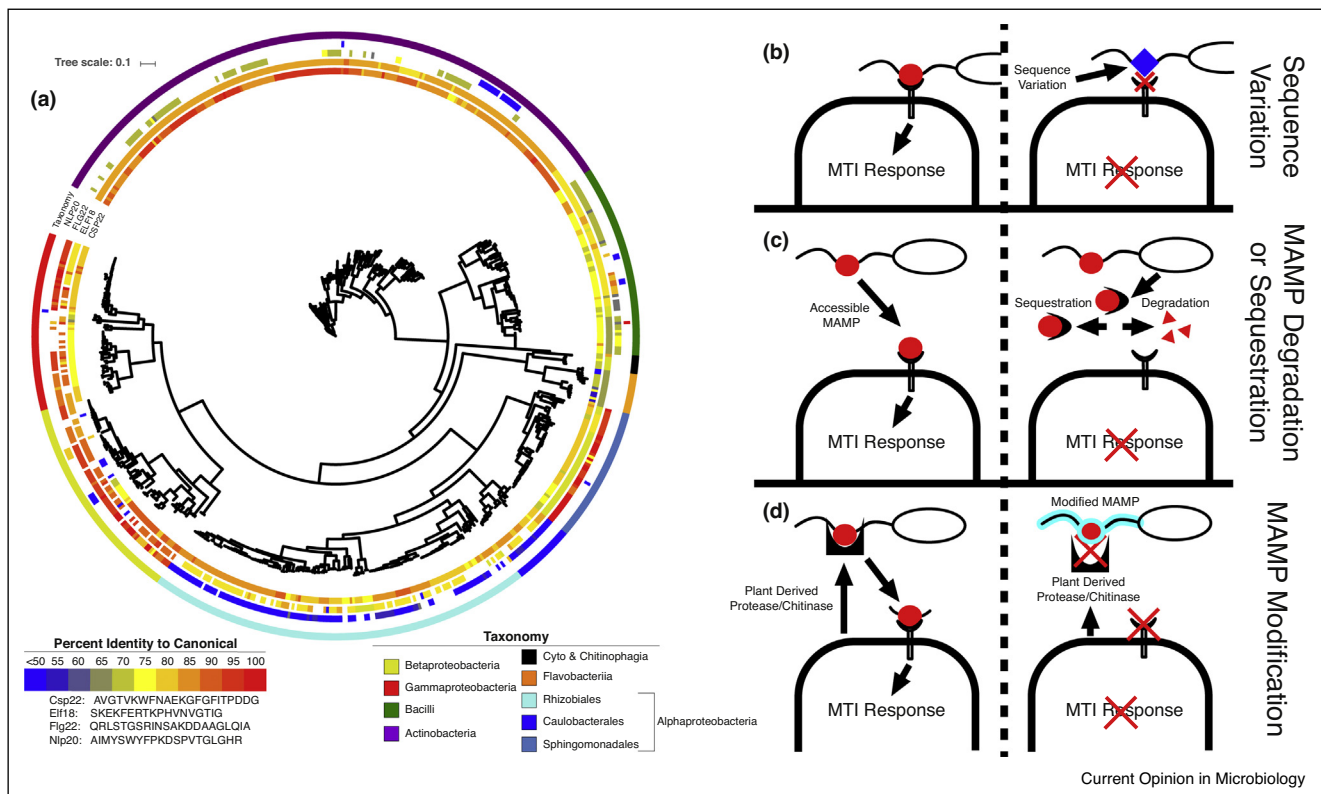 (a)
Tree scale: 0.1
Taxonomy
NLP20
FLG22
ELF18
CSP22
Percent Identity to Canonical
<50 55 60 65 70 75 80 85 90 95 100
Csp22: AVGTVKWFNAEKGFGFITPDDG
Elf18: SKEKFERTKPHVNVGTIG
Flg22: QRLSTGSRINSAKDDAAGLQIA
Nlp20: AIMYSWYFPKDSPVTGLGHR
Taxonomy
Betaproteobacteria
Gammaproteobacteria
Bacilli
Actinobacteria
Cyto & Chitinophagia
Flavobacteriia
Rhizobiales
Caulobacterales
Sphingomonadales
Alphaproteobacteria
(b)
MTI Response
Sequence
Variation
MTI Response
Sequence
Variation
(c)
Accessible
MAMP
MTI Response
Sequestration
Degradation
MTI Response
MAMP Degradation
or Sequestration
(d)
Plant Derived
Protease/Chitinase
MTI Response
Modified MAMP
Plant Derived
Protease/Chitinase
MTI Response
MAMP Modification
Current Opinion in Microbiology